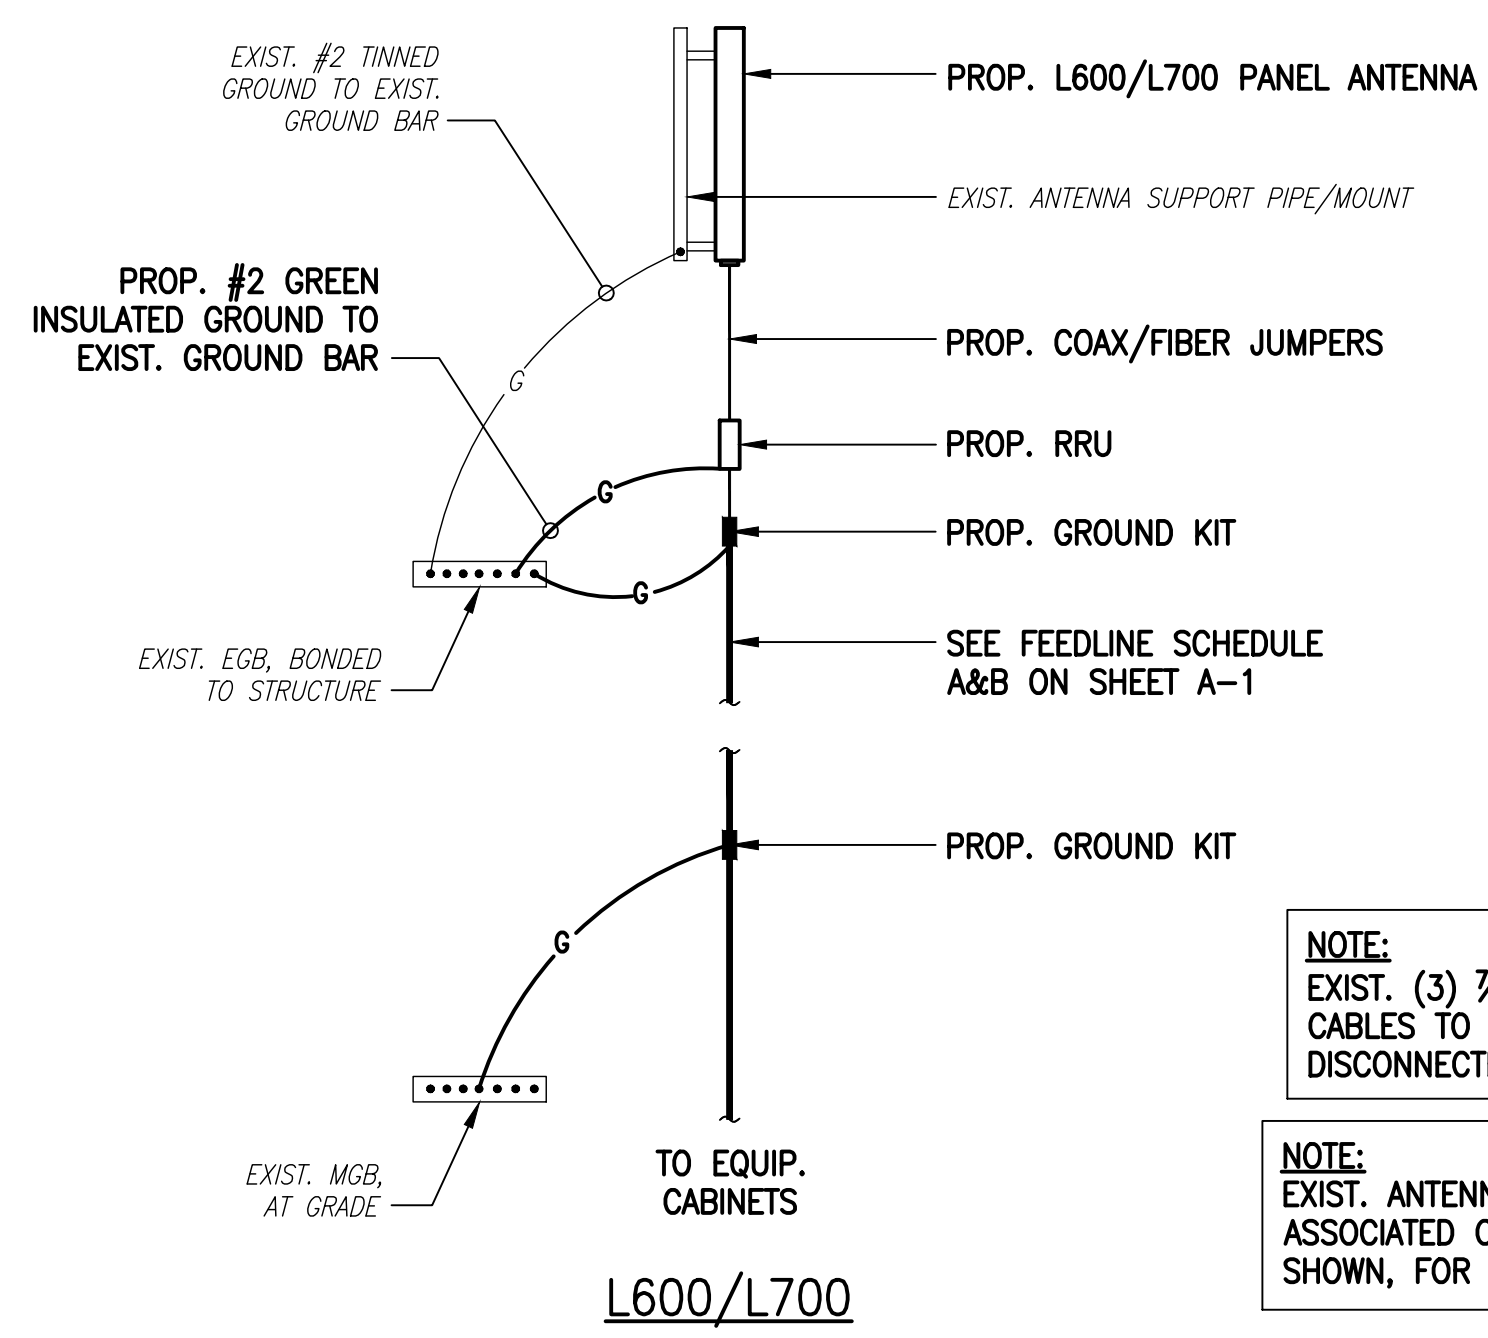 EXIST. #2 TINNED
GROUND TO EXIST.
GROUND BAR
PROP. L600/L700 PANEL ANTENNA
EXIST. ANTENNA SUPPORT PIPE/MOUNT
PROP. #2 GREEN
INSULATED GROUND TO
EXIST. GROUND BAR
PROP. COAX/FIBER JUMPERS
G
PROP. RRU
G
PROP. GROUND KIT
G
EXIST. EGB, BONDED
TO STRUCTURE
SEE FEEDLINE SCHEDULE
A&B ON SHEET A-1
PROP. GROUND KIT
G
EXIST. MGB,
AT GRADE
TO EQUIP.
CABINETS
L600/L700
NOTE:
EXIST. (3)
CABLES TO
NOTE:
EXIST.
ASSOCIATED
SHOWN, FOR